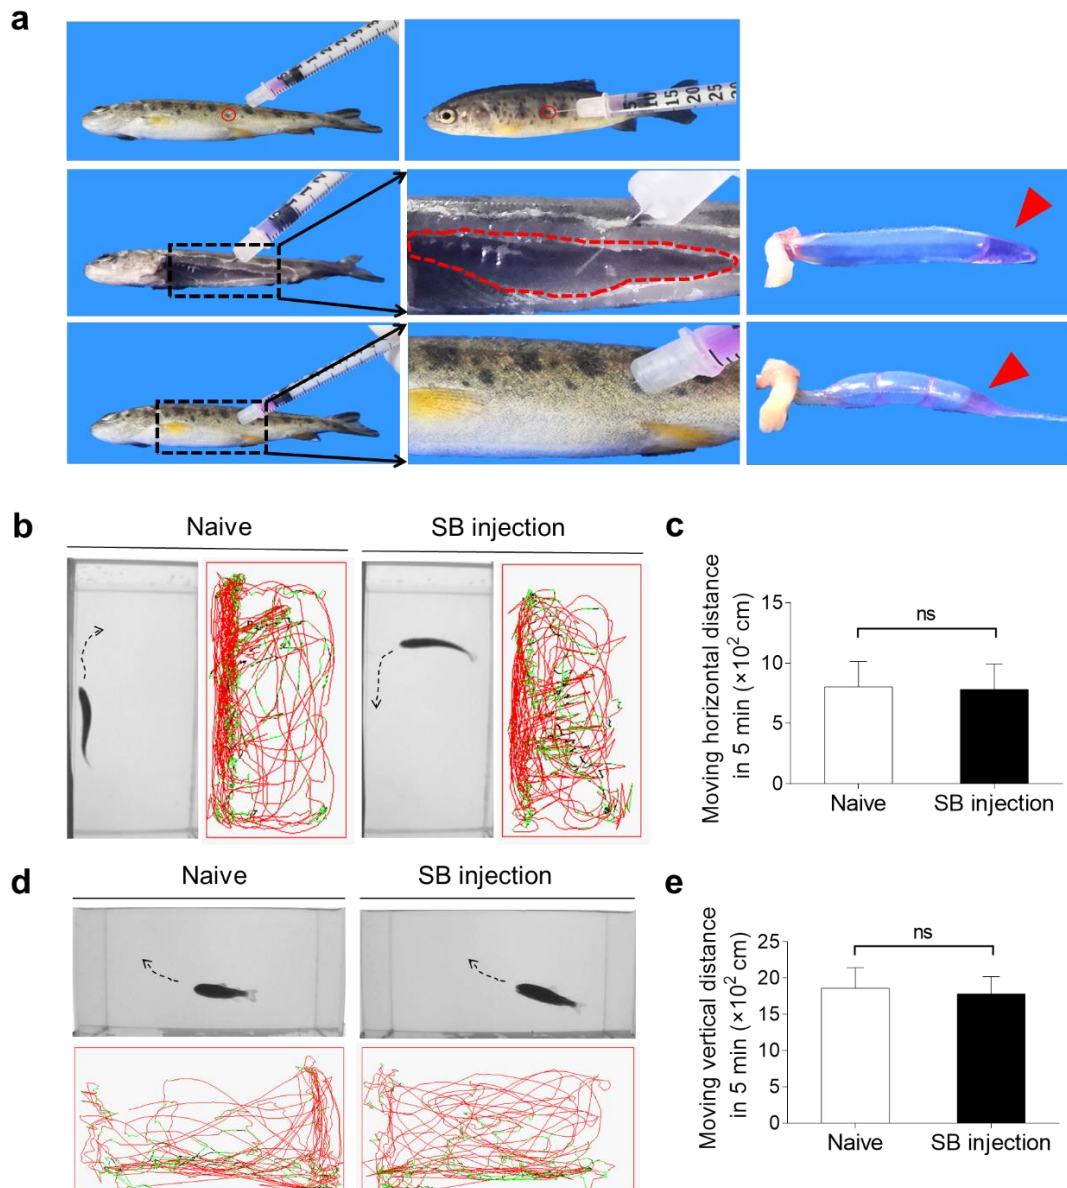 a
b
Naive
SB injection
c
Moving horizontal distance
in 5 min (×10² cm)
15
10
5
0
ns
Naive
SB injection
d
Naive
SB injection
e
Moving vertical distance
in 5 min (×10² cm)
25
20
15
10
5
0
ns
Naive
SB injection